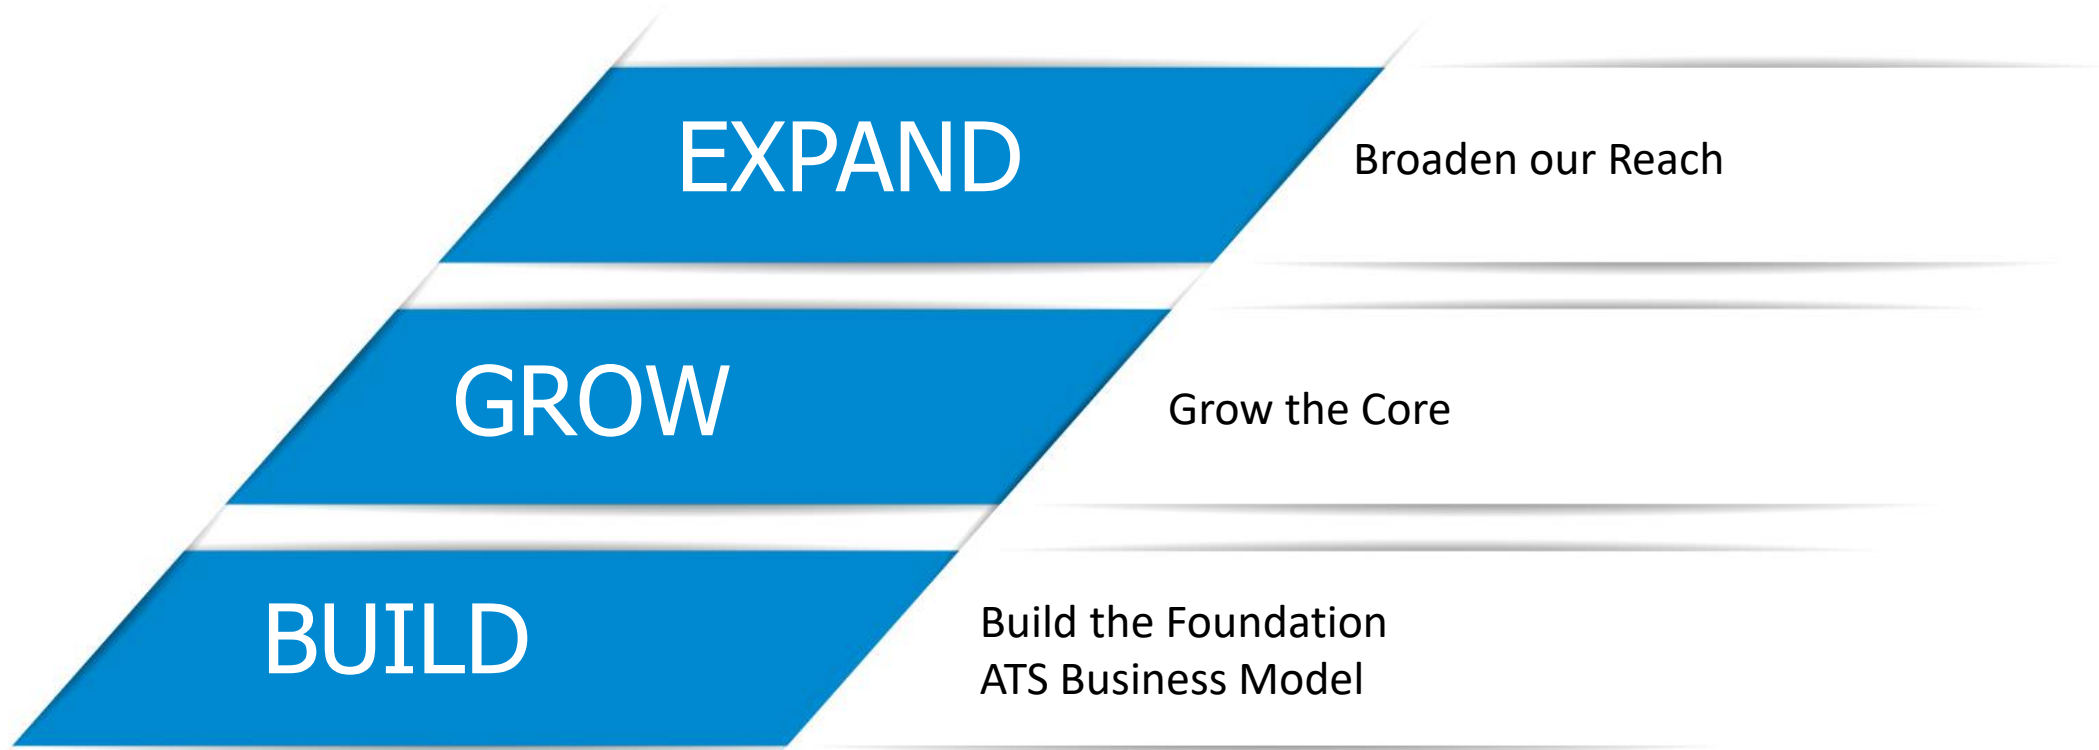 EXPAND
Broaden our Reach
GROW
Grow the Core
BUILD
Build the Foundation
ATS Business Model